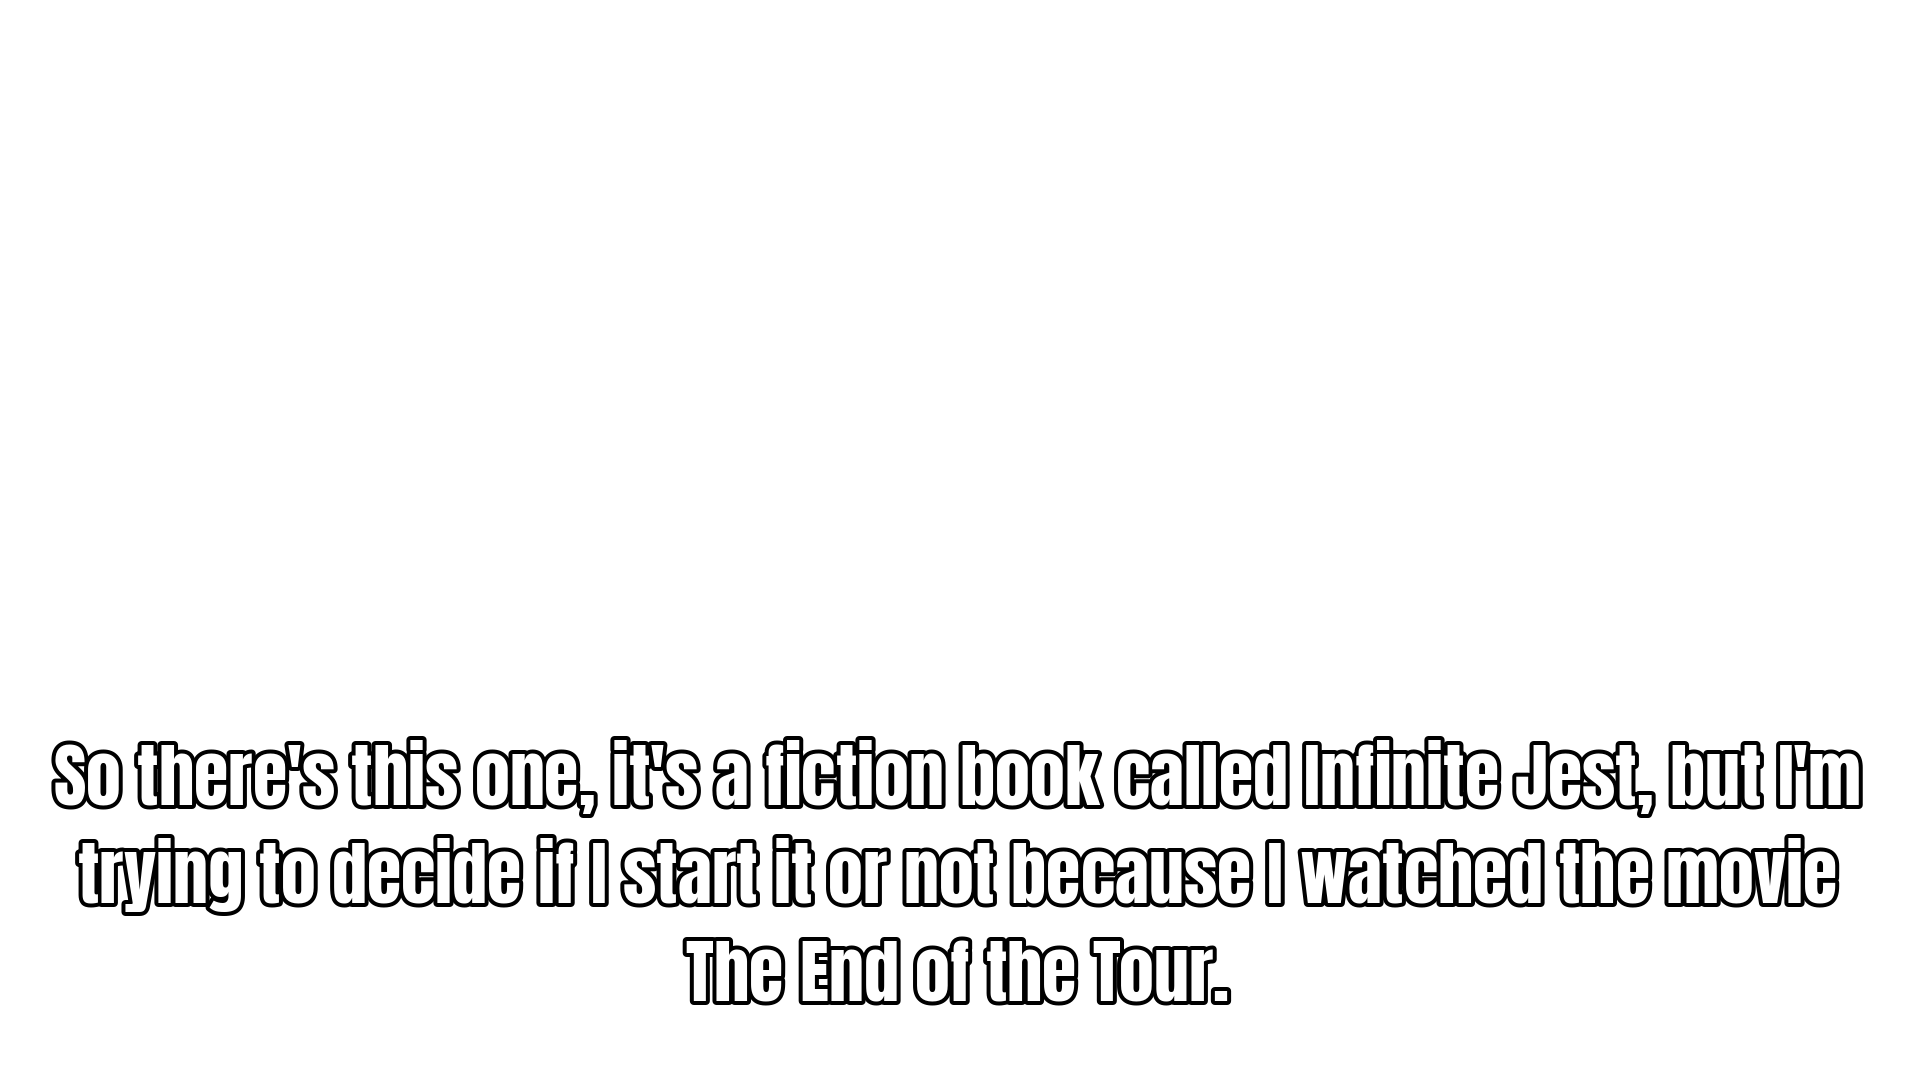 So there's this one, it's a fiction book called Infinite Jest, but I'm
trying to decide if I start it or not because I watched the movie
The End of the Tour.